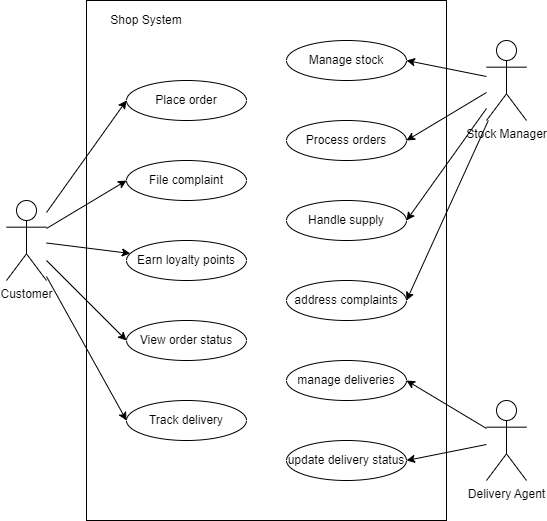 Shop System
Manage stock
Place order
Process orders
Stock Manager
File complaint
Handle supply
Earn loyalty points
Customer
address complaints
View order status
manage deliveries
Track delivery
update delivery status
Delivery Agent